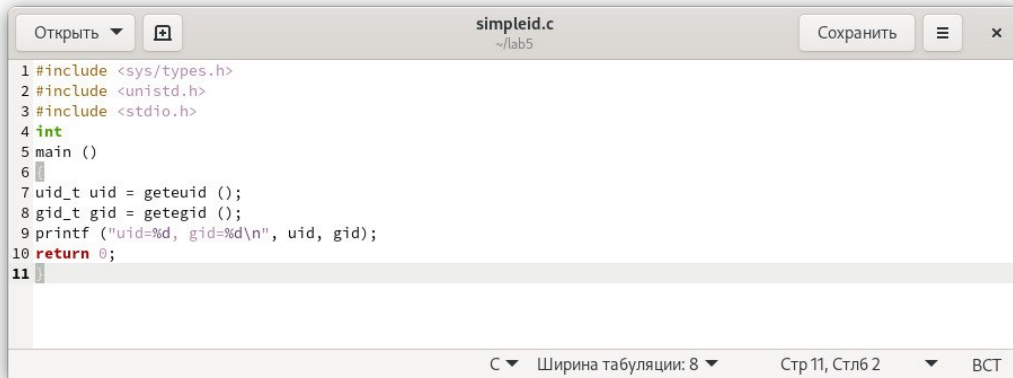 Открыть
simpleid.c
~/lab5
Сохранить
1 #include <sys/types.h>
2 #include <unistd.h>
3 #include <stdio.h>
4 int
5 main ()
6 {
7 uid_t uid = geteuid ();
8 gid_t gid = getegid ();
9 printf ("uid=%d, gid=%d\n", uid, gid);
10 return 0;
11 }
C Ширина табуляции: 8 Стр 11, Стлб 2 ВСТ